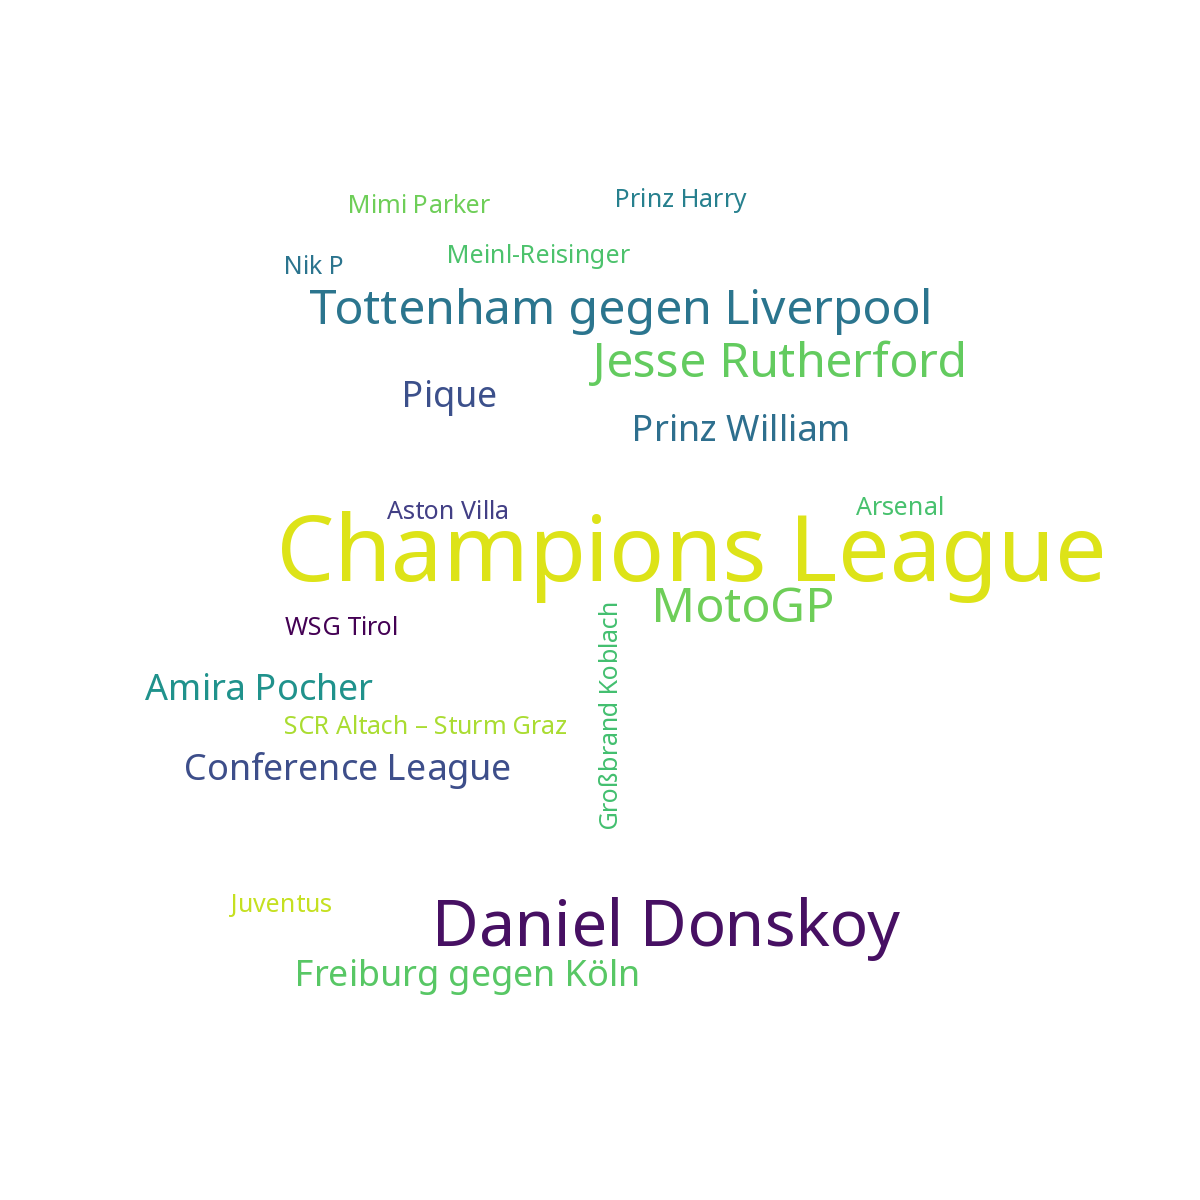 Mimi Parker
Prinz Harry
Meinl-Reisinger
Nik P
Tottenham gegen Liverpool
Jesse Rutherford
Pique
Prinz William
Aston Villa
Arsenal
Champions League
MotoGP
WSG Tirol
Großbrand Koblach
Amira Pocher
SCR Altach – Sturm Graz
Conference League
Juventus
Daniel Donskoy
Freiburg gegen Köln